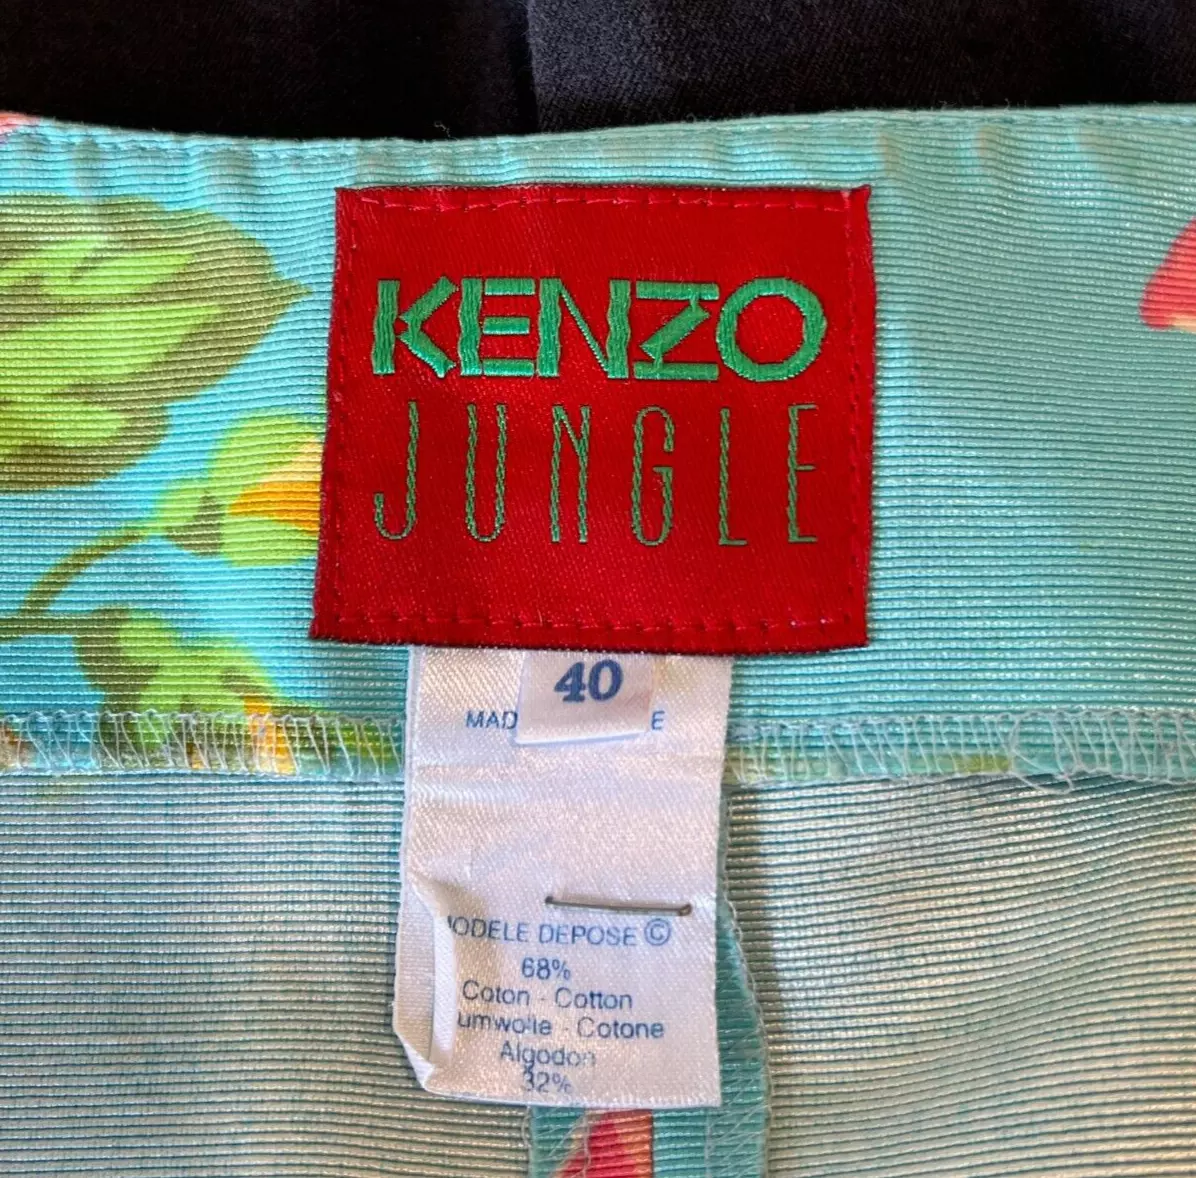 KENZO
JUNGLE
40
MAD E
ODELE DEPOSE ©
68%
Coton - Cotton
umwolle - Cotone
Algodon
32%